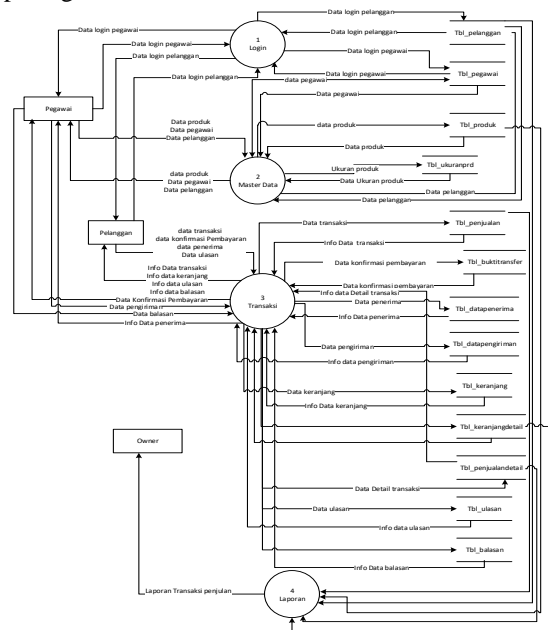 Data login pelanggan
Data login pegawai
Data login pelanggan
Tbl_pelanggan
1
Login
Data login pegawai
Data login pegawai
Data login pelanggan
Data login pelanggan
Data login pegawai
Tbl_pegawai
data pegawai
Data pegawai
Pegawai
Data produk
Data pegawai
Data pelanggan
data produk
Tbl_produk
Data produk
data produk
Data pegawai
Data pelanggan
2
Master Data
Ukuran produk
Tbl_ukuranprd
Data Ukuran produk
Data pelanggan
Data pelanggan
Pelanggan
data transaksi
data konfirmasi Pembayaran
data penerima
Data ulasan
Data transaksi
Tbl_penjualan
Info Data transaksi
Info Data transaksi
Info data keranjang
Info data ulasan
Info data balasan
Data konfirmasi pembayaran
Tbl_buktitransfer
Data konfirmasi pembayaran
Info data Detail transaksi
Data Konfirmasi Pembayaran
Data pengiriman
Data balasan
Info Data penerima
3
Transaksi
Data penerima
Tbl_datapenerima
Info Data penerima
Data pengiriman
Tbl_datapengiriman
Info data pengiriman
Data keranjang
Tbl_keranjang
Info Data keranjang
Tbl_keranjangdetail
Owner
Tbl_penjualandetail
Data Detail transaksi
Data ulasan
Tbl_ulasan
Info data ulasan
Tbl_balasan
Info Data balasan
Laporan Transaksi penjulan
4
Laporan